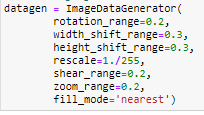 datagen = ImageDataGenerator(
        rotation_range=0.2,
        width_shift_range=0.3,
        height_shift_range=0.3,
        rescale=1./255,
        shear_range=0.2,
        zoom_range=0.2,
        fill_mode='nearest')